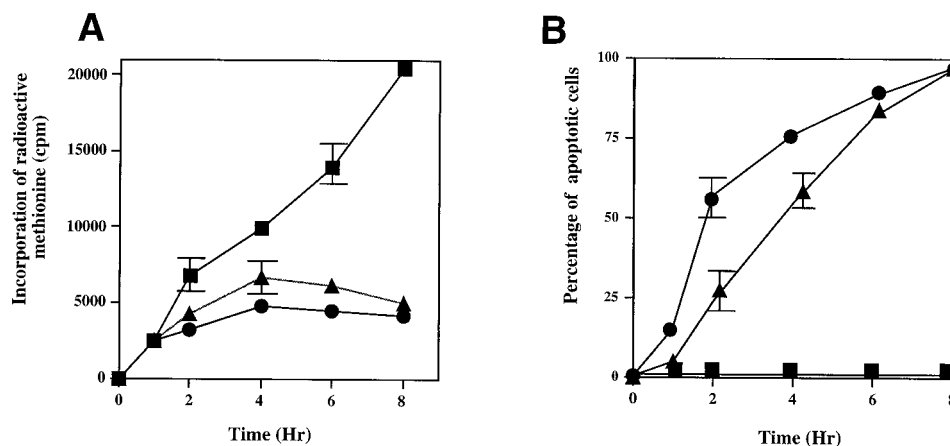 A
20000
15000
10000
5000
0
0 2 4 6 8
Incorporation of radioactive
methionine (cpm)
Time (Hr)
B
100
75
50
25
0
0 2 4 6 8
Percentage of apoptotic cells
Time (Hr)